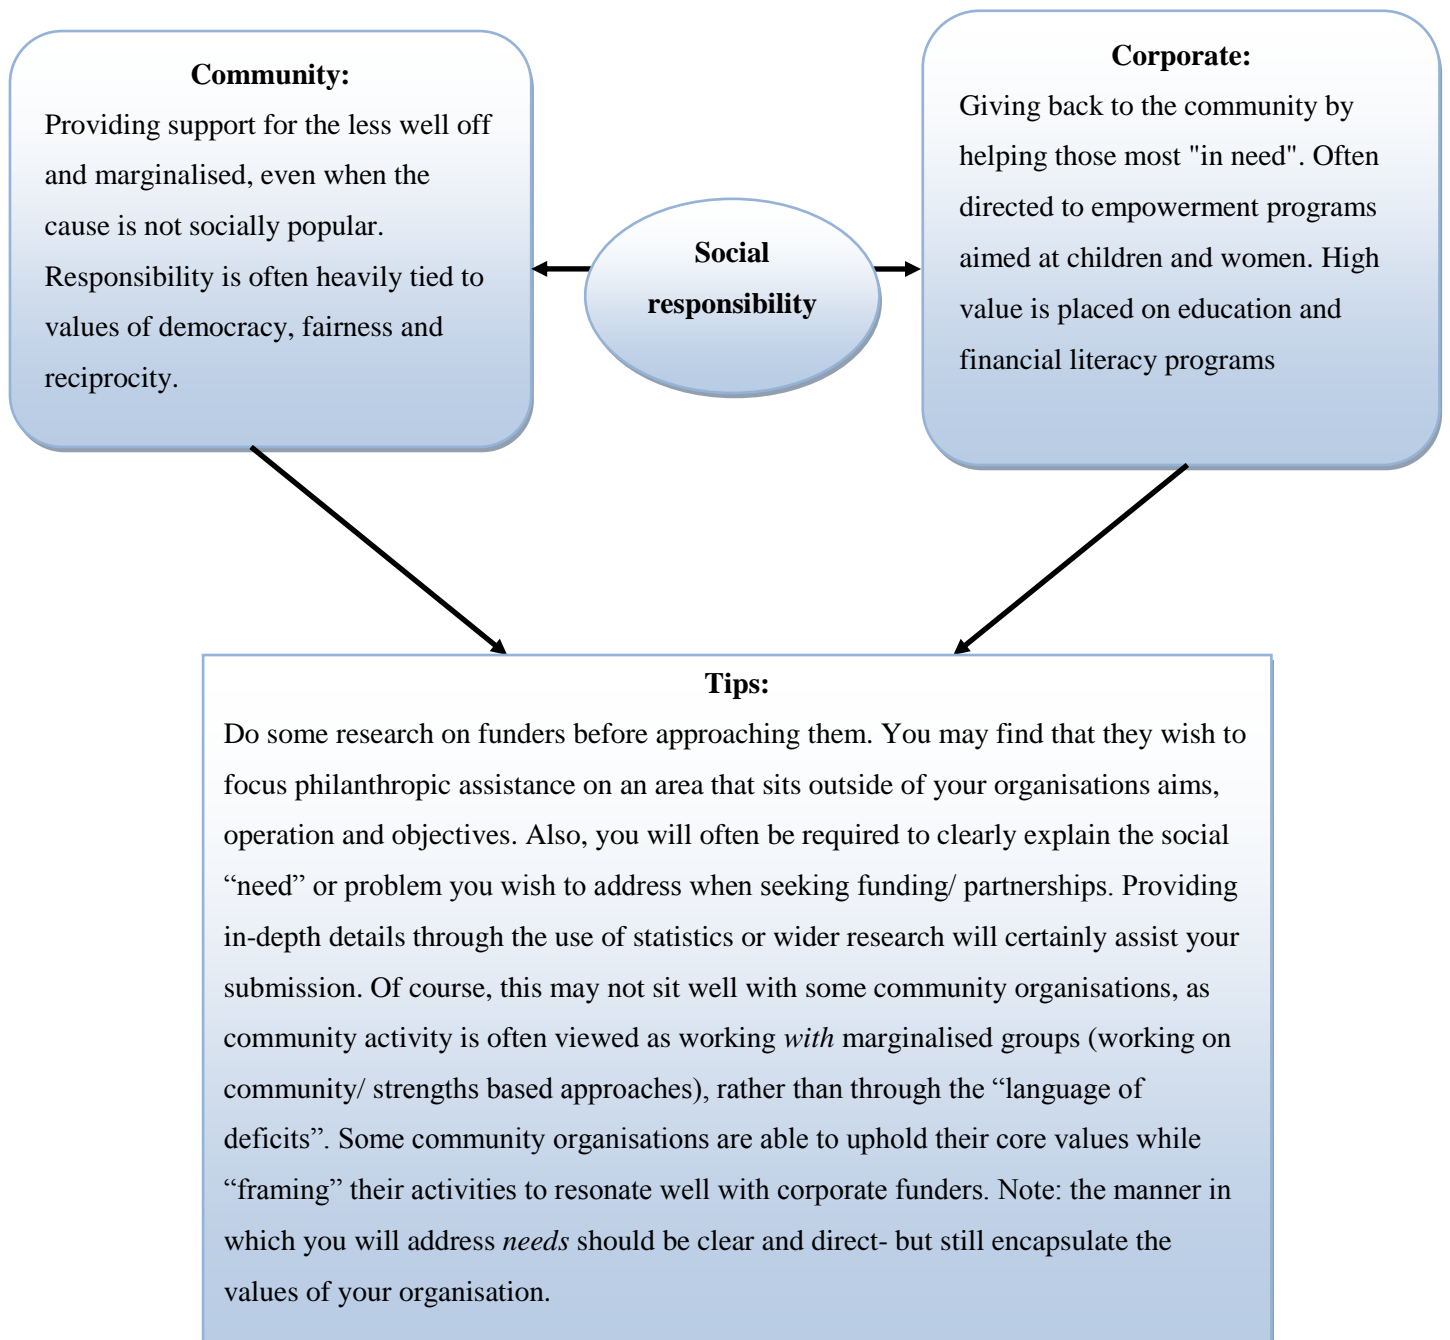 Community:
Providing support for the less well off
and marginalised, even when the
cause is not socially popular.
Responsibility is often heavily tied to
values of democracy, fairness and
reciprocity.
Social
responsibility
Corporate:
Giving back to the community by
helping those most "in need". Often
directed to empowerment programs
aimed at children and women. High
value is placed on education and
financial literacy programs
Tips:
Do some research on funders before approaching them. You may find that they wish to
focus philanthropic assistance on an area that sits outside of your organisations aims,
operation and objectives. Also, you will often be required to clearly explain the social
“need” or problem you wish to address when seeking funding/ partnerships. Providing
in-depth details through the use of statistics or wider research will certainly assist your
submission. Of course, this may not sit well with some community organisations, as
community activity is often viewed as working with marginalised groups (working on
community/ strengths based approaches), rather than through the “language of
deficits”. Some community organisations are able to uphold their core values while
“framing” their activities to resonate well with corporate funders. Note: the manner in
which you will address needs should be clear and direct- but still encapsulate the
values of your organisation.